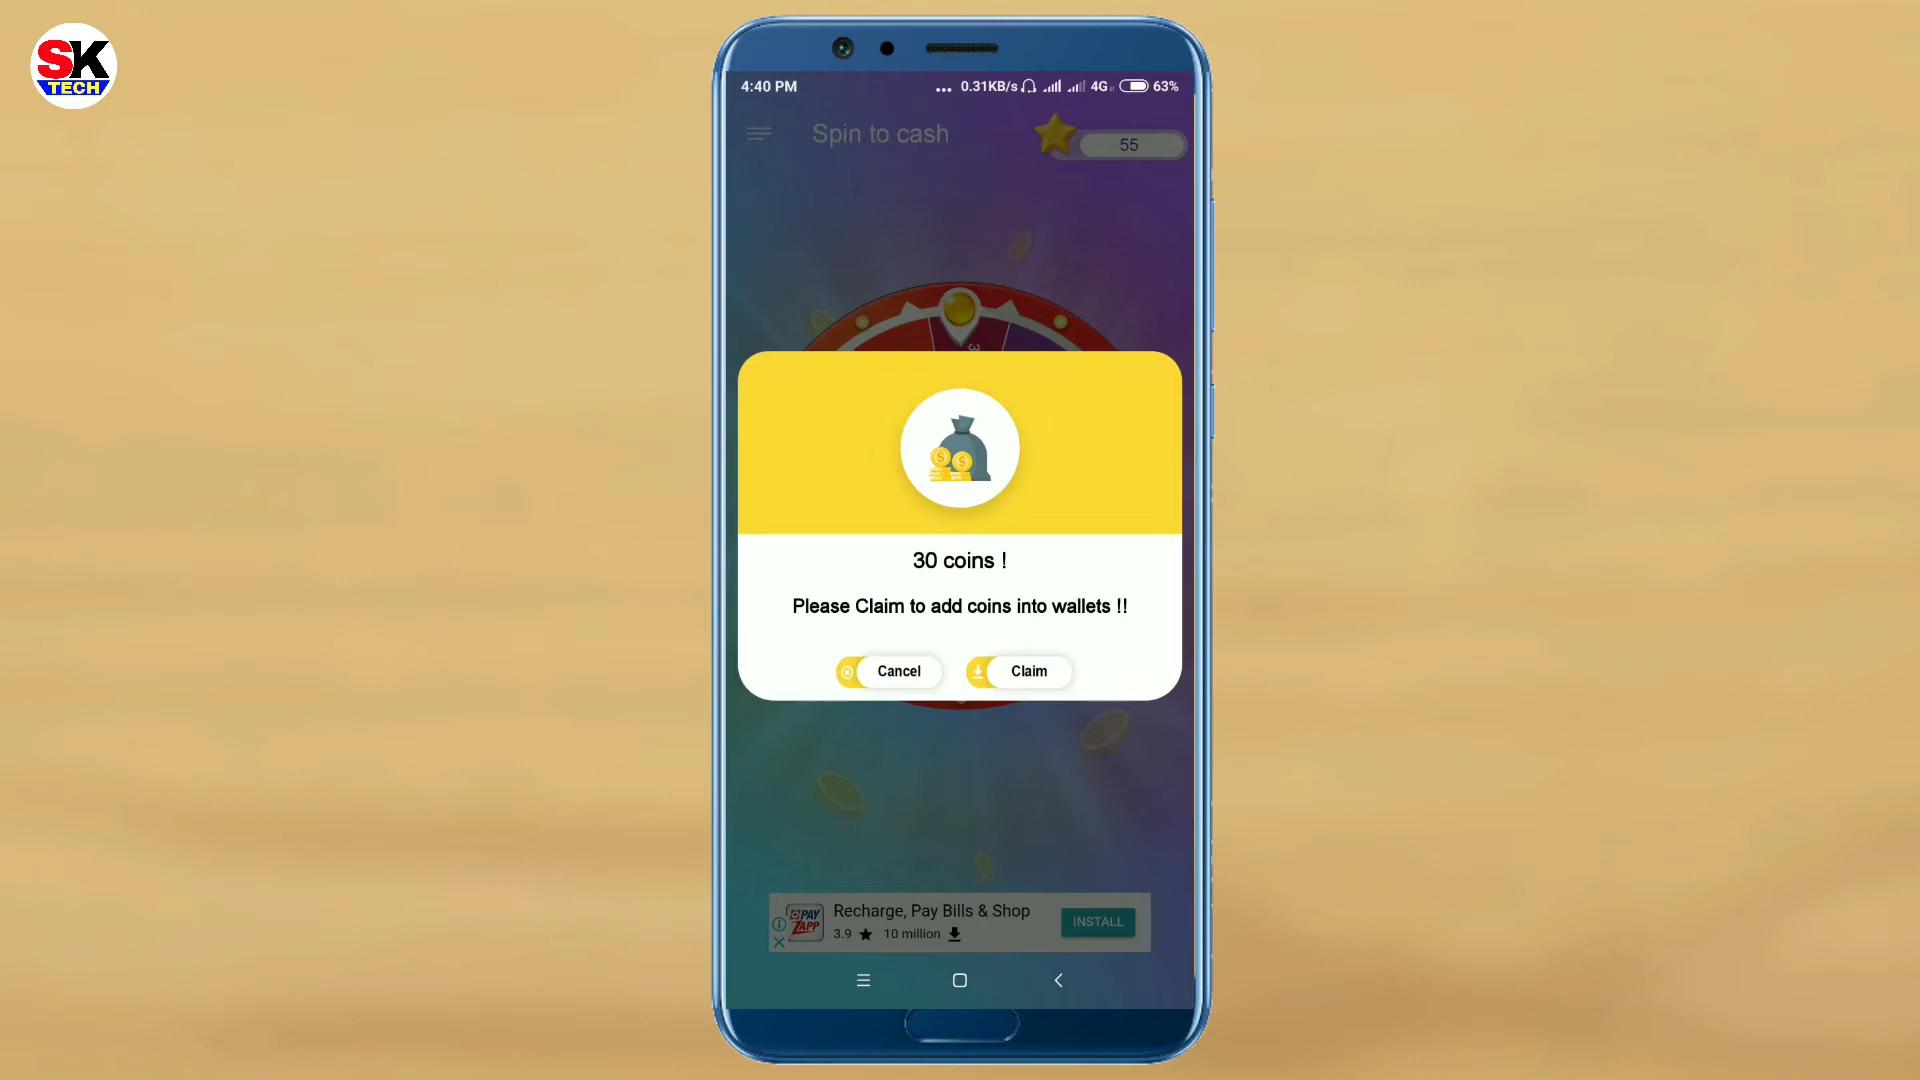 SK
TECH
4:40 PM
... 0.31KB/s 4G 63%
Spin to cash
55
3
30 coins !
Please Claim to add coins into wallets !!
Cancel
Claim
PAY
ZAPP
Recharge, Pay Bills & Shop
3.9 ★ 10 million
INSTALL